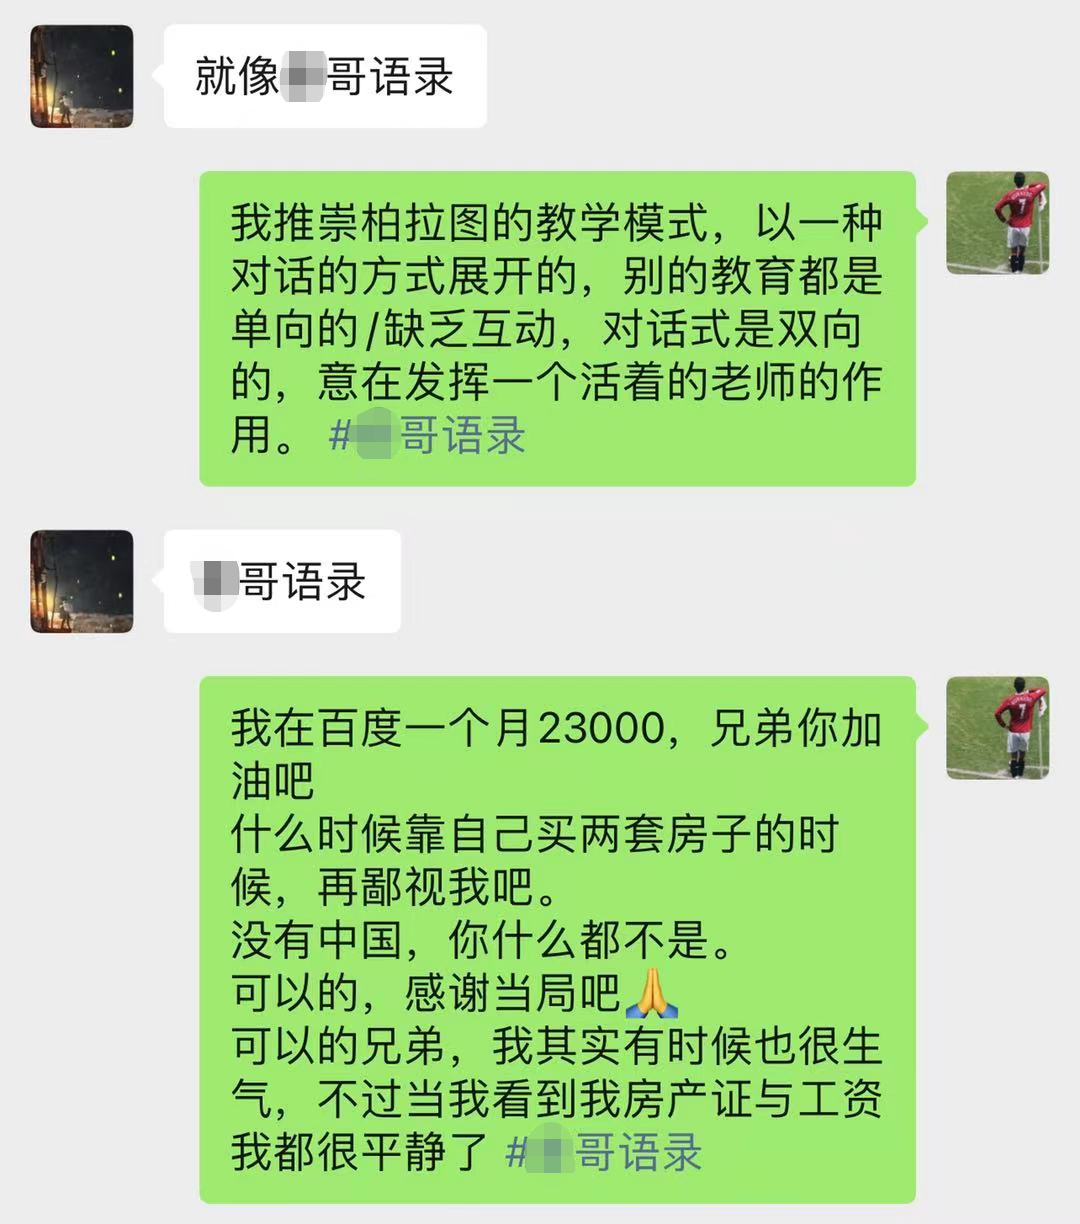 就像哥语录
我推崇柏拉图的教学模式，以一种
对话的方式展开的，别的教育都是
单向的/缺乏互动，对话式是双向
的，意在发挥一个活着的老师的作
用。 #哥语录
哥语录
我在百度一个月23000，兄弟你加
油吧
什么时候靠自己买两套房子的时
候，再鄙视我吧。
没有中国，你什么都不是。
可以的，感谢当局吧🙏
可以的兄弟，我其实有时候也很生
气，不过当我看到我房产证与工资
我都很平静了 #哥语录